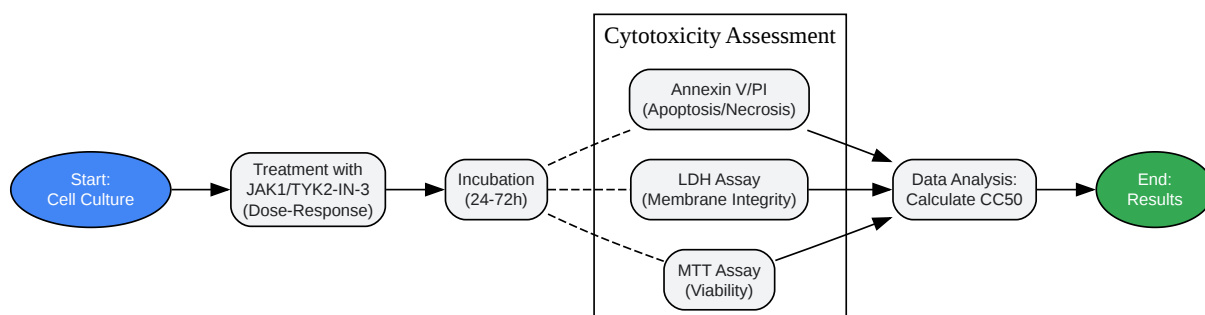 Start:
Cell Culture
Treatment with
JAK1/TYK2-IN-3
(Dose-Response)
Incubation
(24-72h)
Cytotoxicity Assessment
Annexin V/PI
(Apoptosis/Necrosis)
LDH Assay
(Membrane Integrity)
MTT Assay
(Viability)
Data Analysis:
Calculate CC50
End:
Results